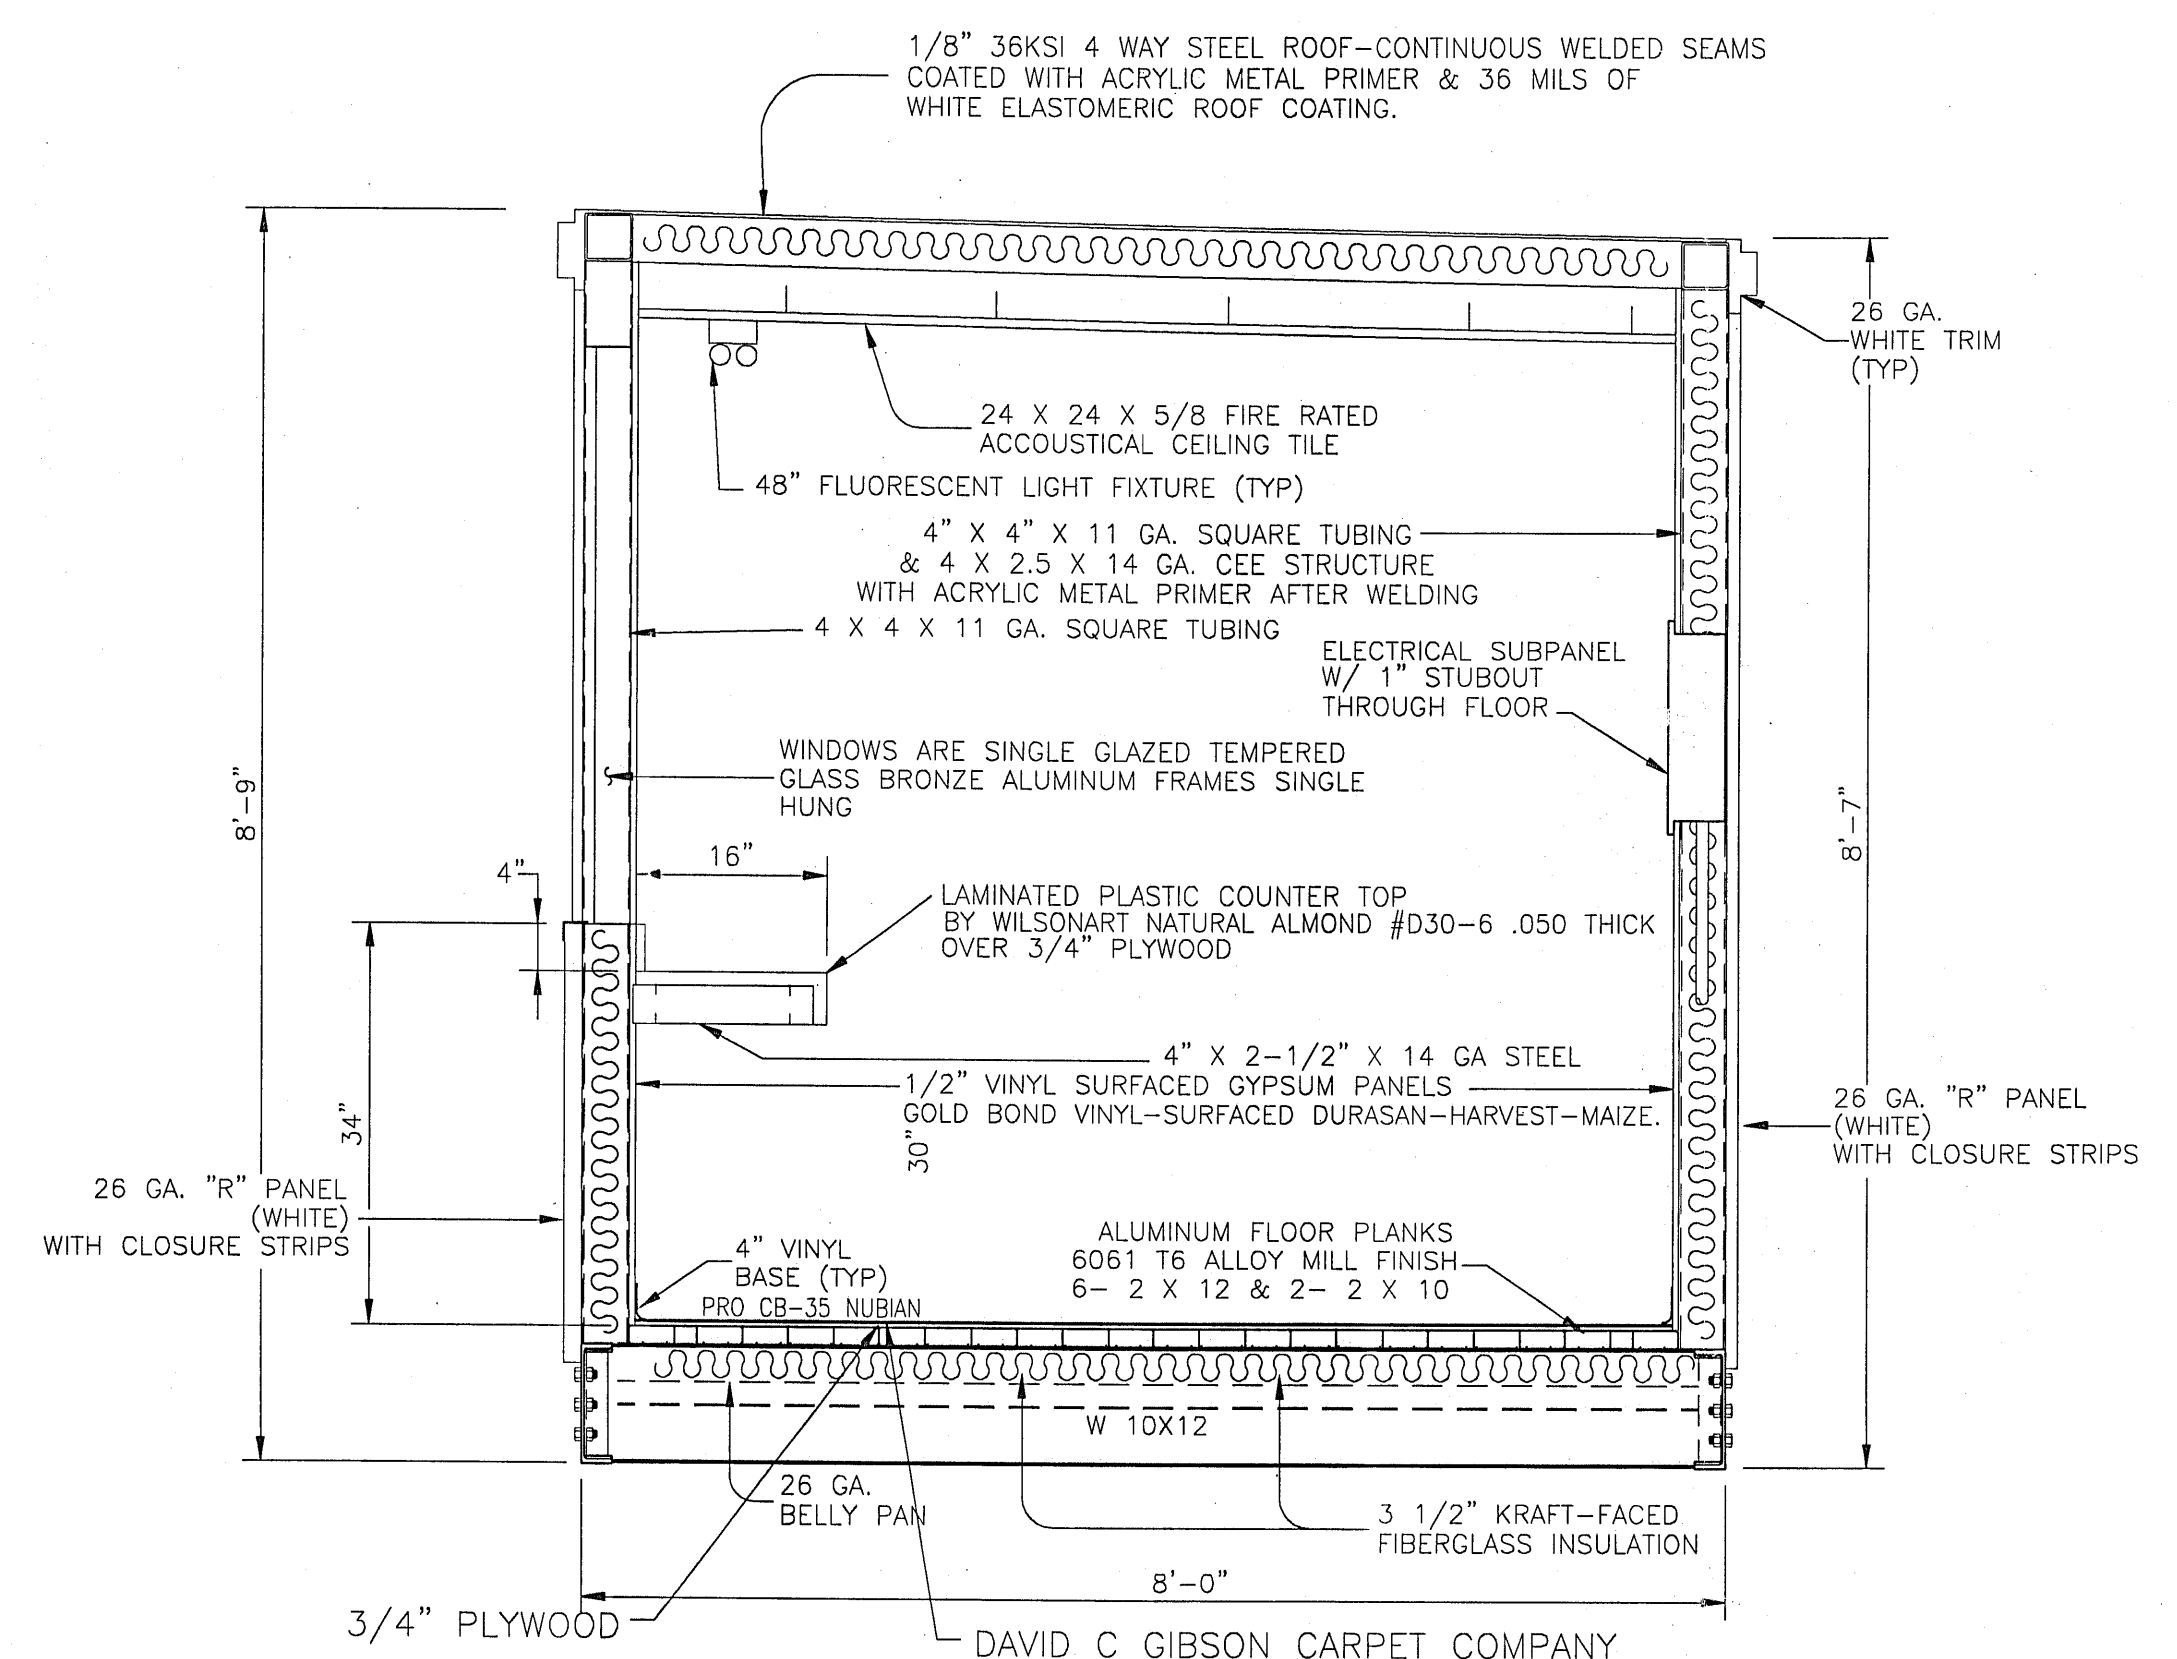 1/8" 36KSI 4 WAY STEEL ROOF-CONTINUOUS WELDED SEAMS
COATED WITH ACRYLIC METAL PRIMER & 36 MILS OF
WHITE ELASTOMERIC ROOF COATING.
26 GA.
WHITE TRIM
(TYP)
24 X 24 X 5/8 FIRE RATED
ACCOUSTICAL CEILING TILE
48" FLUORESCENT LIGHT FIXTURE (TYP)
4" X 4" X 11 GA. SQUARE TUBING
& 4 X 2.5 X 14 GA. CEE STRUCTURE
WITH ACRYLIC METAL PRIMER AFTER WELDING
4 X 4 X 11 GA. SQUARE TUBING
ELECTRICAL SUBPANEL
W/ 1" STUBOUT
THROUGH FLOOR
WINDOWS ARE SINGLE GLAZED TEMPERED
GLASS BRONZE ALUMINUM FRAMES SINGLE
HUNG
8'-9"
8'-7"
4"
16"
LAMINATED PLASTIC COUNTER TOP
BY WILSONART NATURAL ALMOND #D30-6 .050 THICK
OVER 3/4" PLYWOOD
4" X 2-1/2" X 14 GA STEEL
1/2" VINYL SURFACED GYPSUM PANELS
GOLD BOND VINYL-SURFACED DURASAN-HARVEST-MAIZE.
34"
30"
26 GA. "R" PANEL
(WHITE)
WITH CLOSURE STRIPS
26 GA. "R" PANEL
(WHITE)
WITH CLOSURE STRIPS
4" VINYL
BASE (TYP)
PRO CB-35 NUBIAN
ALUMINUM FLOOR PLANKS
6061 T6 ALLOY MILL FINISH
6- 2 X 12 & 2- 2 X 10
W 10X12
26 GA.
BELLY PAN
3 1/2" KRAFT-FACED
FIBERGLASS INSULATION
8'-0"
3/4" PLYWOOD
DAVID C GIBSON CARPET COMPANY